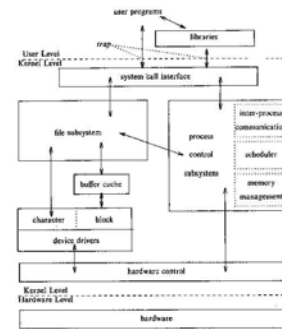 user programs
libraries
trap
User Level
Kernel Level
system ball interface
file subsystem
process
control
subsystem
inter-process
communication
scheduler
memory
management
buffer cache
character
block
device drivers
hardware control
Kernel Level
Hardware Level
hardware